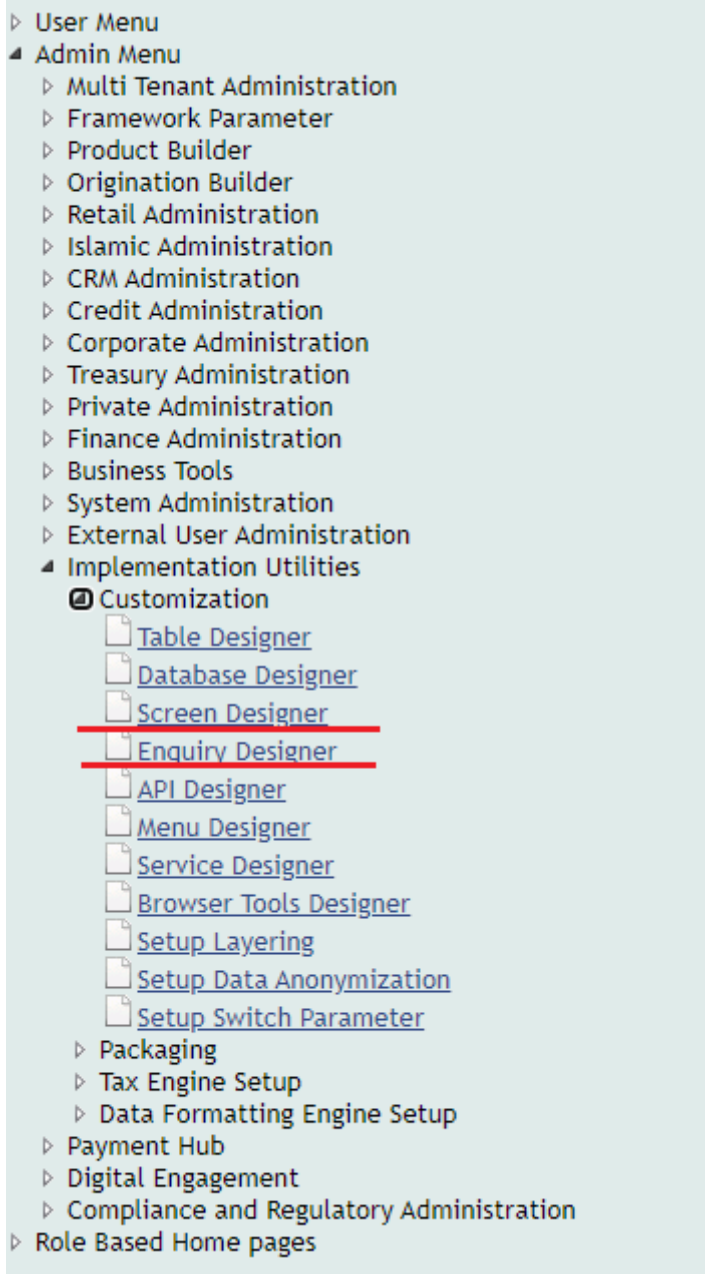 User Menu
Admin Menu
Multi Tenant Administration
Framework Parameter
Product Builder
Origination Builder
Retail Administration
Islamic Administration
CRM Administration
Credit Administration
Corporate Administration
Treasury Administration
Private Administration
Finance Administration
Business Tools
System Administration
External User Administration
Implementation Utilities
Customization
Table Designer
Database Designer
Screen Designer
Enquiry Designer
API Designer
Menu Designer
Service Designer
Browser Tools Designer
Setup Layering
Setup Data Anonymization
Setup Switch Parameter
Packaging
Tax Engine Setup
Data Formatting Engine Setup
Payment Hub
Digital Engagement
Compliance and Regulatory Administration
Role Based Home pages